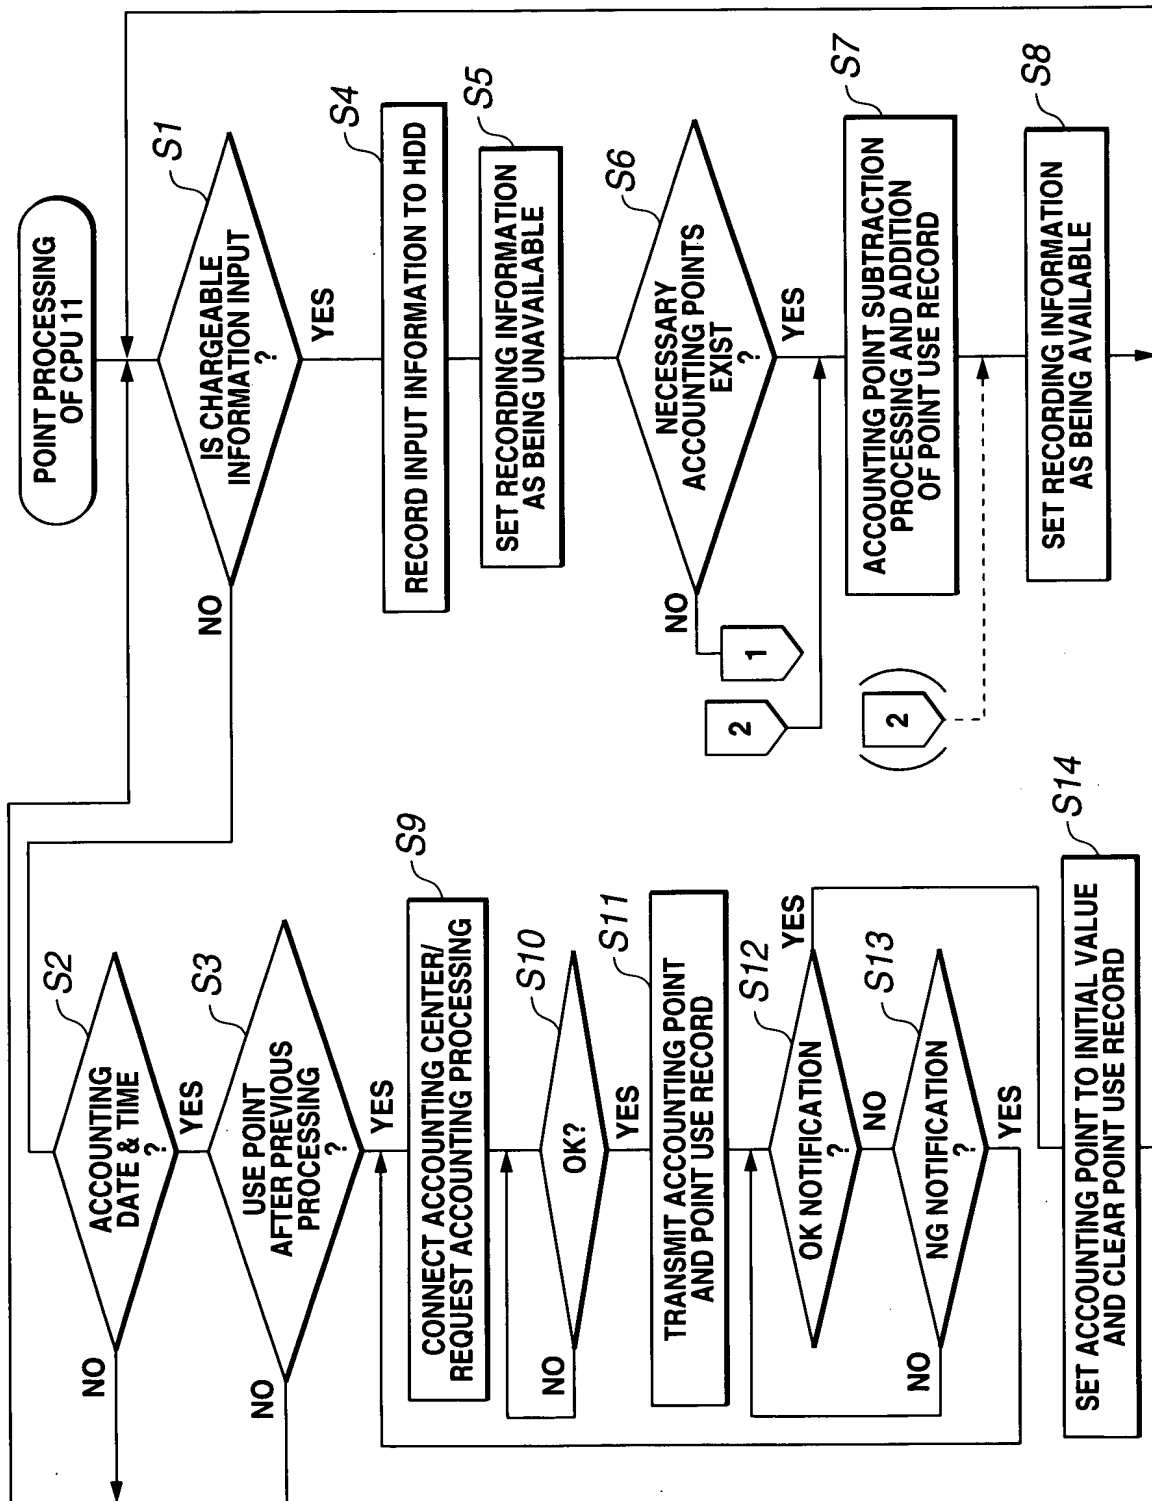 POINT PROCESSING
OF CPU 11
S1
IS CHARGEABLE
INFORMATION INPUT
?
NO
YES
S4
RECORD INPUT INFORMATION TO HDD
S5
SET RECORDING INFORMATION
AS BEING UNAVAILABLE
S6
NECESSARY
ACCOUNTING POINTS
EXIST
?
NO
YES
1
2
S7
ACCOUNTING POINT SUBTRACTION
PROCESSING AND ADDITION
OF POINT USE RECORD
(2)
S8
SET RECORDING INFORMATION
AS BEING AVAILABLE
S2
ACCOUNTING
DATE & TIME
?
NO
YES
S3
USE POINT
AFTER PREVIOUS
PROCESSING
?
NO
YES
S9
CONNECT ACCOUNTING CENTER/
REQUEST ACCOUNTING PROCESSING
S10
OK?
NO
YES
S11
TRANSMIT ACCOUNTING POINT
AND POINT USE RECORD
S12
OK NOTIFICATION
?
YES
NO
S13
NG NOTIFICATION
?
NO
YES
S14
SET ACCOUNTING POINT TO INITIAL VALUE
AND CLEAR POINT USE RECORD